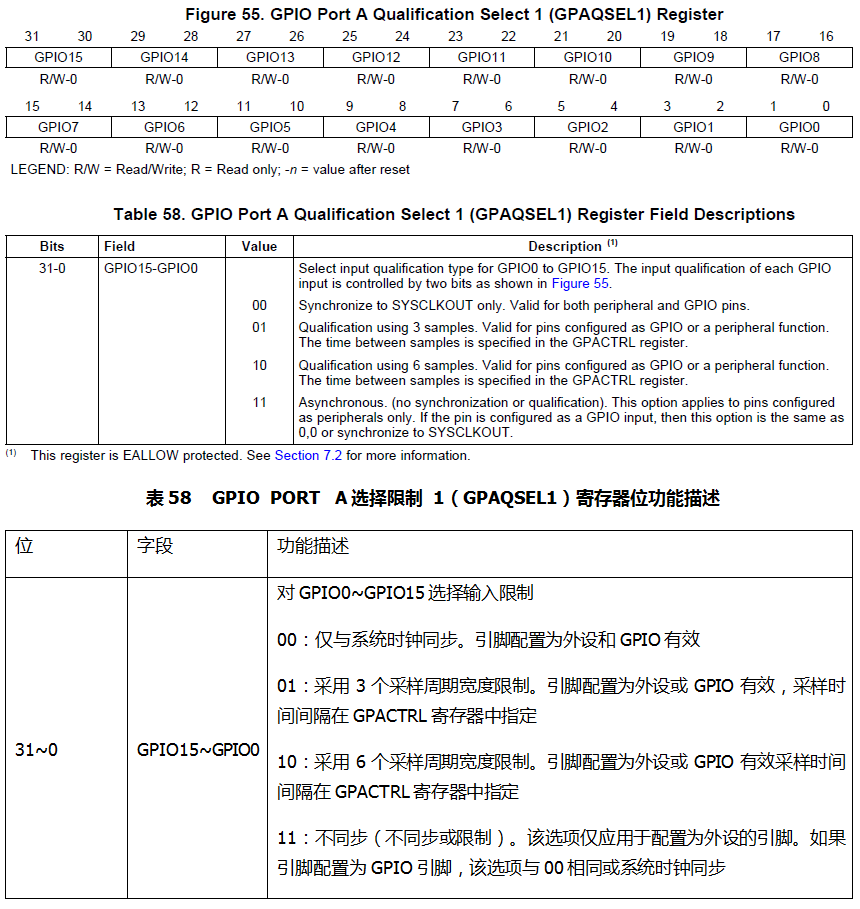 Figure 55. GPIO Port A Qualification Select 1 (GPAQSEL1) Register
31 30 29 28 27 26 25 24 23 22 21 20 19 18 17 16
GPIO15 GPIO14 GPIO13 GPIO12 GPIO11 GPIO10 GPIO9 GPIO8
R/W-0 R/W-0 R/W-0 R/W-0 R/W-0 R/W-0 R/W-0 R/W-0
15 14 13 12 11 10 9 8 7 6 5 4 3 2 1 0
GPIO7 GPIO6 GPIO5 GPIO4 GPIO3 GPIO2 GPIO1 GPIO0
R/W-0 R/W-0 R/W-0 R/W-0 R/W-0 R/W-0 R/W-0 R/W-0
LEGEND: R/W = Read/Write; R = Read only; -n = value after reset
Table 58. GPIO Port A Qualification Select 1 (GPAQSEL1) Register Field Descriptions
Bits Field Value Description (1)
31-0 GPIO15-GPIO0 Select input qualification type for GPIO0 to GPIO15. The input qualification of each GPIO
input is controlled by two bits as shown in Figure 55.
00 Synchronize to SYSCLKOUT only. Valid for both peripheral and GPIO pins.
01 Qualification using 3 samples. Valid for pins configured as GPIO or a peripheral function.
The time between samples is specified in the GPACTRL register.
10 Qualification using 6 samples. Valid for pins configured as GPIO or a peripheral function.
The time between samples is specified in the GPACTRL register.
11 Asynchronous. (no synchronization or qualification). This option applies to pins configured
as peripherals only. If the pin is configured as a GPIO input, then this option is the same as
0,0 or synchronize to SYSCLKOUT.
(1) This register is EALLOW protected. See Section 7.2 for more information.
表 58 GPIO PORT A 选择限制 1（GPAQSEL1）寄存器位功能描述
位 字段 功能描述
31~0 GPIO15~GPIO0 对 GPIO0~GPIO15 选择输入限制
00：仅与系统时钟同步。引脚配置为外设和 GPIO 有效
01：采用 3 个采样周期宽度限制。引脚配置为外设或 GPIO 有效，采样时
间间隔在 GPACTRL 寄存器中指定
10：采用 6 个采样周期宽度限制。引脚配置为外设或 GPIO 有效采样时间
间隔在 GPACTRL 寄存器中指定
11：不同步（不同步或限制）。该选项仅应用于配置为外设的引脚。如果
引脚配置为 GPIO 引脚，该选项与 00 相同或系统时钟同步